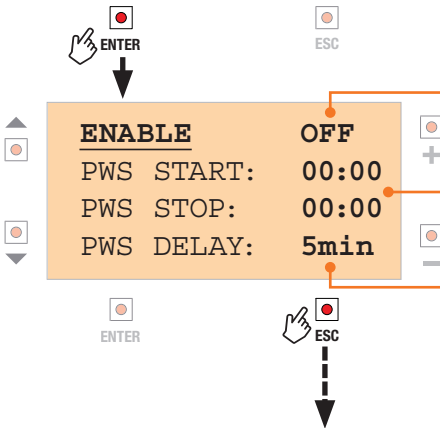 ENTER
ESC
ENABLE OFF
PWS START: 00:00
PWS STOP: 00:00
PWS DELAY: 5min
+
-
ENTER
ESC